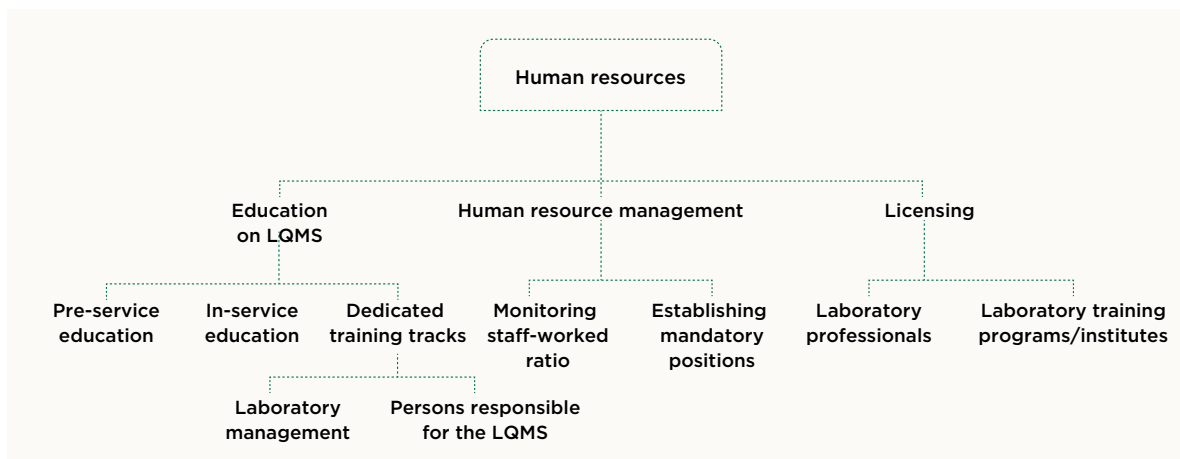 Human resources
Education
on LQMS
Human resource management
Licensing
Pre-service
education
In-service
education
Dedicated
training tracks
Monitoring
staff-worked
ratio
Establishing
mandatory
positions
Laboratory
professionals
Laboratory training
programs/institutes
Laboratory
management
Persons responsible
for the LQMS